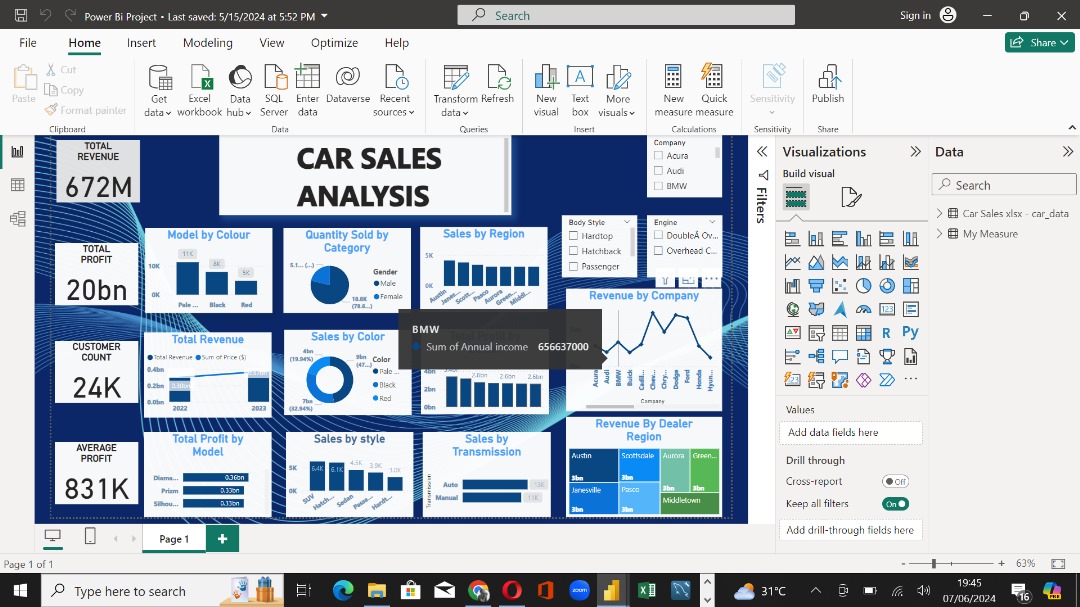 Power Bi Project • Last saved: 5/15/2024 at 5:52 PM
Search
Sign in
File Home Insert Modeling View Optimize Help
Share
Paste
Cut
Copy
Format painter
Get data
Excel workbook
Data hub
SQL Server
Enter data
Dataverse
Recent sources
Transform data
Refresh
New visual
Text box
More visuals
New measure
Quick measure
Sensitivity
Publish
Clipboard
Data
Queries
Insert
Calculations
Sensitivity
Share
TOTAL REVENUE
672M
CAR SALES
ANALYSIS
Company
Acura
Audi
BMW
TOTAL PROFIT
20bn
Model by Colour
10K
0K
11K
8K
5K
Pale ...
Black
Red
Quantity Sold by
Category
5.1... (...)
18.8K
(78.6...)
Gender
Male
Female
Sales by Region
5K
0K
Austin
Janes...
Scott...
Pasco
Aurora
Green...
Middl...
Body Style
Hardtop
Hatchback
Passenger
Engine
DoubleÂ Ov...
Overhead C...
Revenue by Company
Acura
Audi
BMW
Buick
Cadil...
Chev...
Chry...
Dodge
Ford
Honda
Hyun...
Company
BMW
Sum of Annual income 656637000
CUSTOMER COUNT
24K
Total Revenue
Total Revenue
Sum of Price ($)
0.4bn
0.2bn
0.0bn
2022
2023
Sales by Color
4bn
(19.94%)
9bn
(47...)
7bn
(32.94%)
Color
Pale ...
Black
Red
4bn
2bn
0bn
2.8bn
2.6bn
2.6bn
AVERAGE PROFIT
831K
Total Profit by
Model
Diams...
Prizm
Silhou...
0.36bn
0.33bn
0.33bn
Sales by style
5K
0K
6.4K
6.1K
4.5K
3.9K
3.0K
SUV
Hatch...
Sedan
Passe...
Hardt...
Sales by
Transmission
Transmission
Auto
Manual
13K
11K
Revenue By Dealer
Region
Austin
3bn
Janesville
3bn
Scottsdale
3bn
Pasco
3bn
Aurora
3bn
Green...
3bn
Middletown
Filters
Visualizations
Build visual
Values
Add data fields here
Drill through
Cross-report
Off
Keep all filters
On
Add drill-through fields here
Data
Search
Car Sales xlsx - car_data
My Measure
Page 1
Page 1 of 1
63%
Type here to search
31°C
19:45
07/06/2024
16